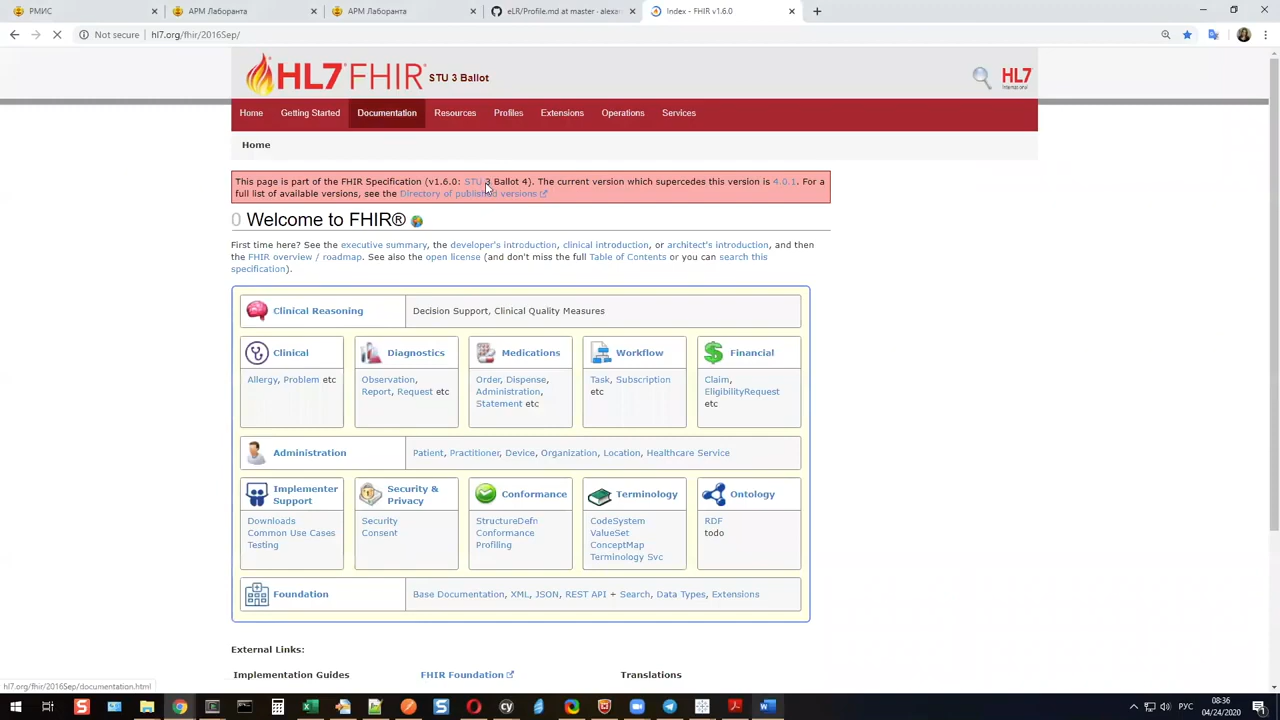 РМИС
АРМ Лаборанта
АРМ Лаборанта
eLR/Profile.md at master · alexa
Index - FHIR v1.6.0
Not secure
hl7.org/fhir/2016Sep/
HL7 FHIR STU 3 Ballot
HL7
International
Home
Getting Started
Documentation
Resources
Profiles
Extensions
Operations
Services
Home
This page is part of the FHIR Specification (v1.6.0: STU 3 Ballot 4). The current version which supercedes this version is 4.0.1. For a
full list of available versions, see the Directory of published versions
0 Welcome to FHIR®
First time here? See the executive summary, the developer's introduction, clinical introduction, or architect's introduction, and then
the FHIR overview / roadmap. See also the open license (and don't miss the full Table of Contents or you can search this
specification).
Clinical Reasoning
Decision Support, Clinical Quality Measures
Clinical
Allergy, Problem etc
Diagnostics
Observation,
Report, Request etc
Medications
Order, Dispense,
Administration,
Statement etc
Workflow
Task, Subscription
etc
Financial
Claim,
EligibilityRequest
etc
Administration
Patient, Practitioner, Device, Organization, Location, Healthcare Service
Implementer
Support
Downloads
Common Use Cases
Testing
Security &
Privacy
Security
Consent
Conformance
StructureDefn
Conformance
Profiling
Terminology
CodeSystem
ValueSet
ConceptMap
Terminology Svc
Ontology
RDF
todo
Foundation
Base Documentation, XML, JSON, REST API + Search, Data Types, Extensions
External Links:
Implementation Guides
FHIR Foundation
Translations
hl7.org/fhir/2016Sep/documentation.html
РУС
08:36
04/24/2020